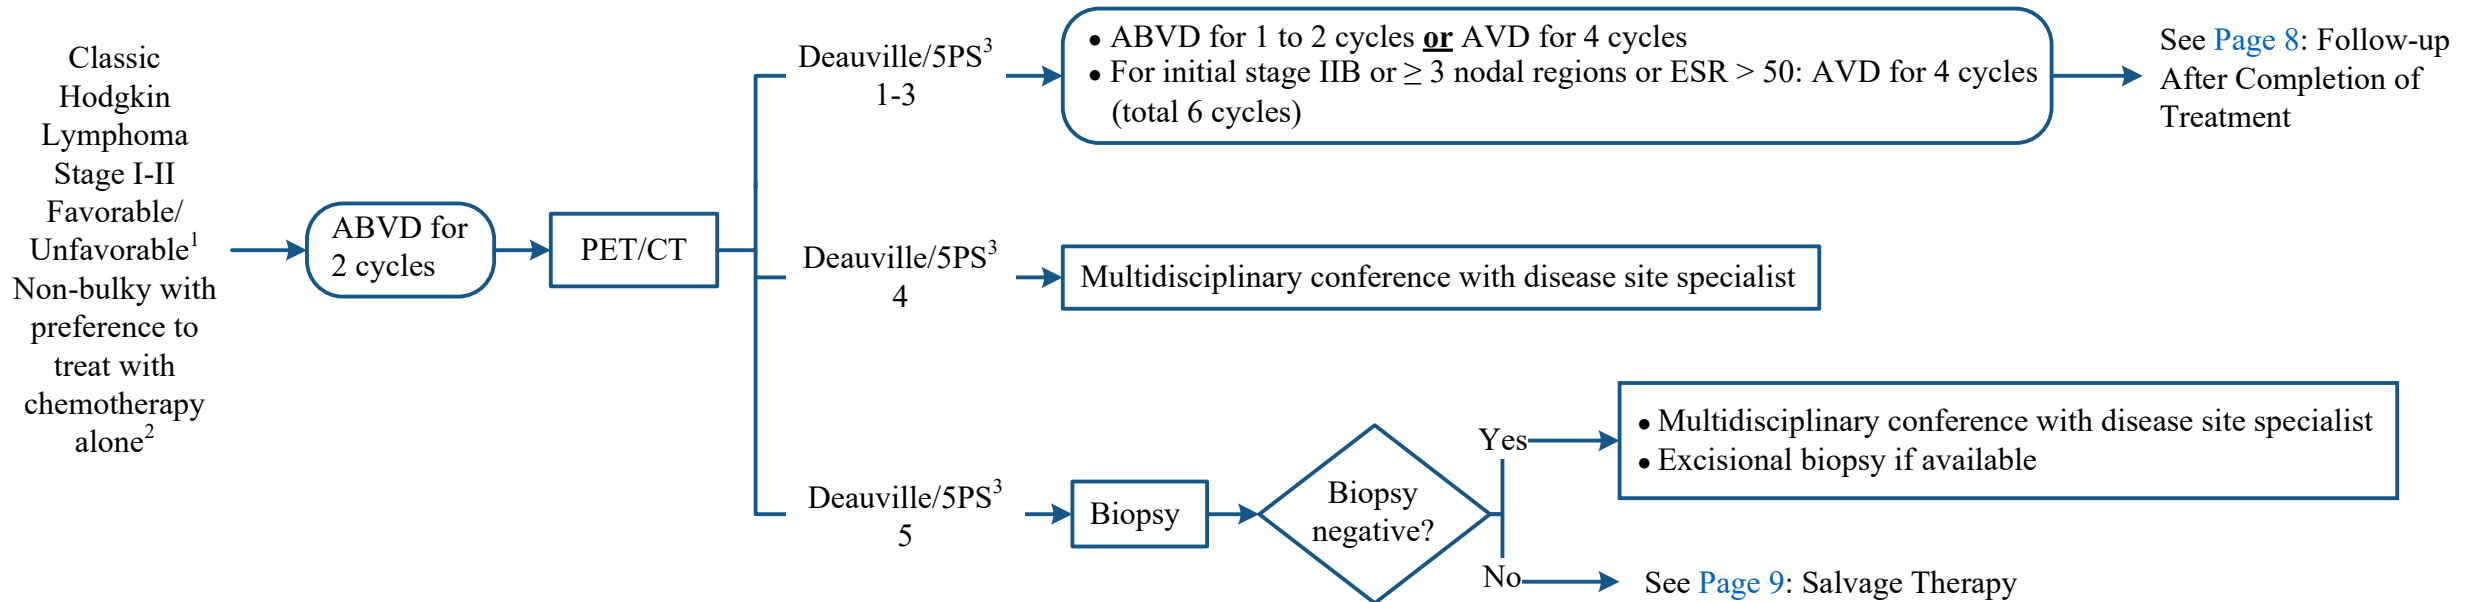 Classic
Hodgkin
Lymphoma
Stage I-II
Favorable/
Unfavorable1
Non-bulky with
preference to
treat with
chemotherapy
alone2
ABVD for
2 cycles
PET/CT
Deauville/5PS3
1-3
• ABVD for 1 to 2 cycles or AVD for 4 cycles
• For initial stage IIB or ≥ 3 nodal regions or ESR > 50: AVD for 4 cycles
(total 6 cycles)
See Page 8: Follow-up
After Completion of
Treatment
Deauville/5PS3
4
Multidisciplinary conference with disease site specialist
Deauville/5PS3
5
Biopsy
Biopsy
negative?
Yes
• Multidisciplinary conference with disease site specialist
• Excisional biopsy if available
No
See Page 9: Salvage Therapy